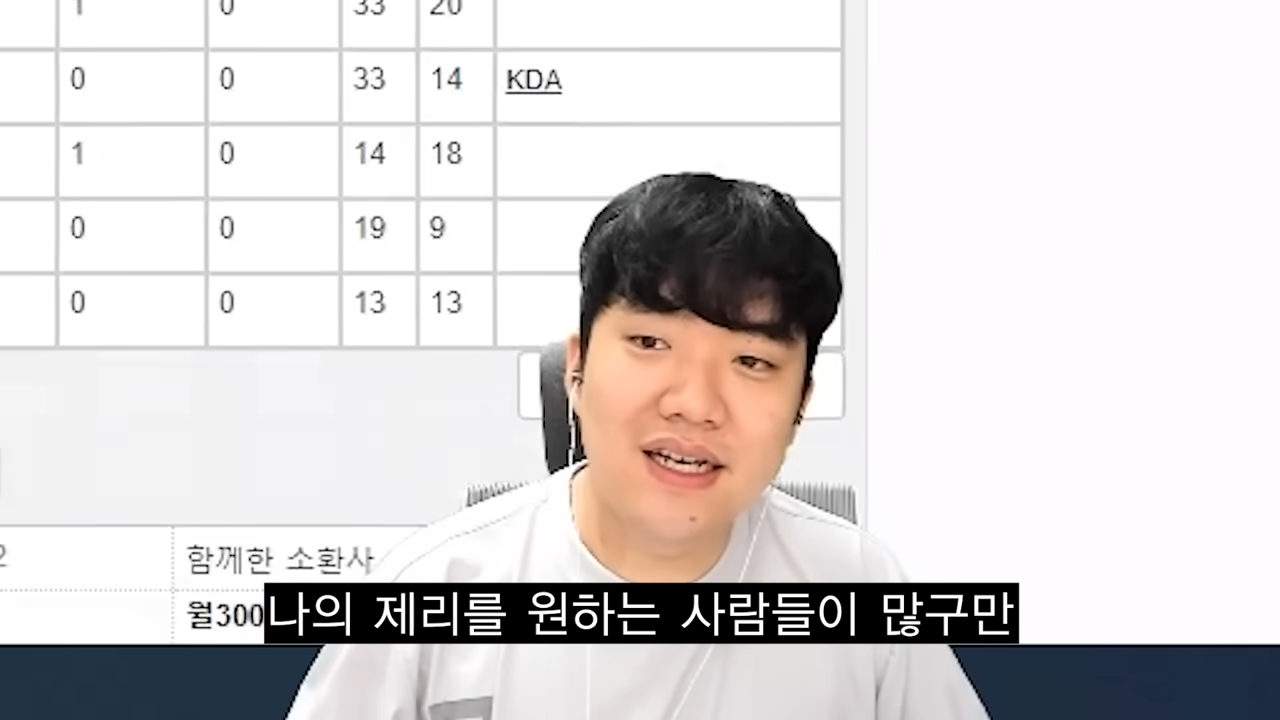 1 0 33 20
0 0 33 14 KDA
1 0 14 18
0 0 19 9
0 0 13 13
2 함께한 소환사
월300
나의 제리를 원하는 사람들이 많구만